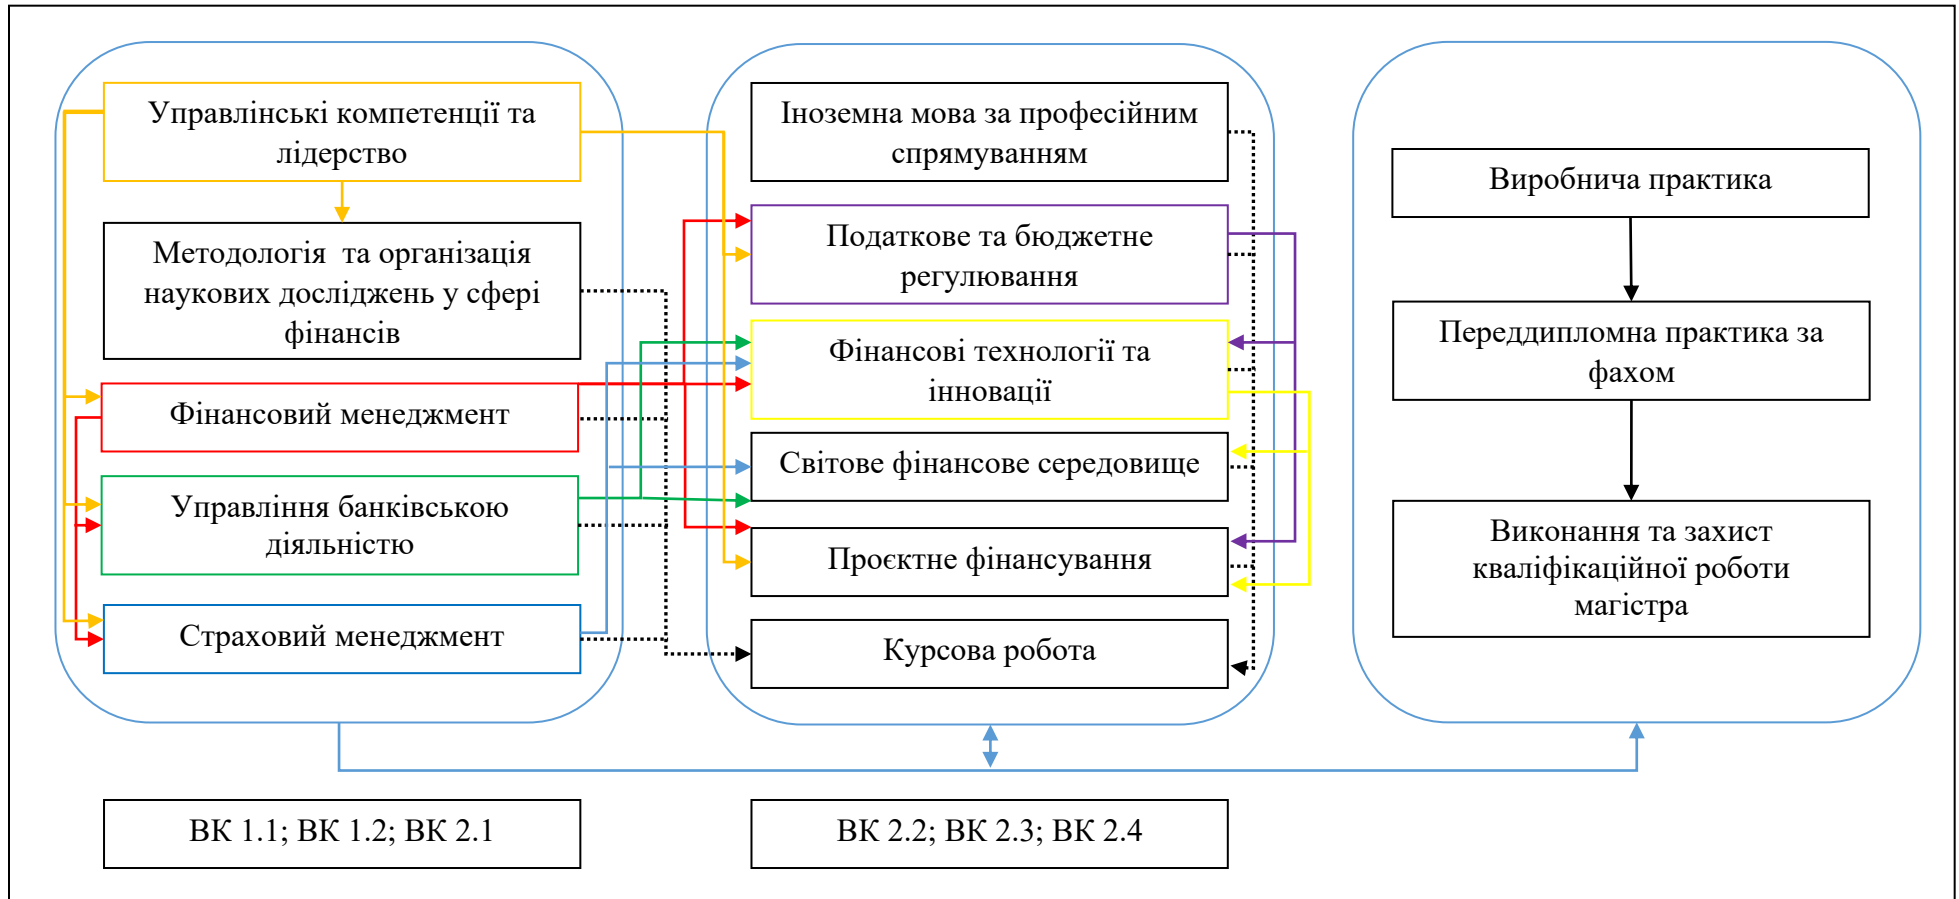 Управлінські компетенції та
лідерство
Методологія  та організація
наукових досліджень у сфері
фінансів
Фінансовий менеджмент
Управління банківською
діяльністю
Страховий менеджмент
ВК 1.1; ВК 1.2; ВК 2.1
Іноземна мова за професійним
спрямуванням
Податкове та бюджетне
регулювання
Фінансові технології та
інновації
Світове фінансове середовище
Проєктне фінансування
Курсова робота
ВК 2.2; ВК 2.3; ВК 2.4
Виробнича практика
Переддипломна практика за
фахом
Виконання та захист
кваліфікаційної роботи
магістра